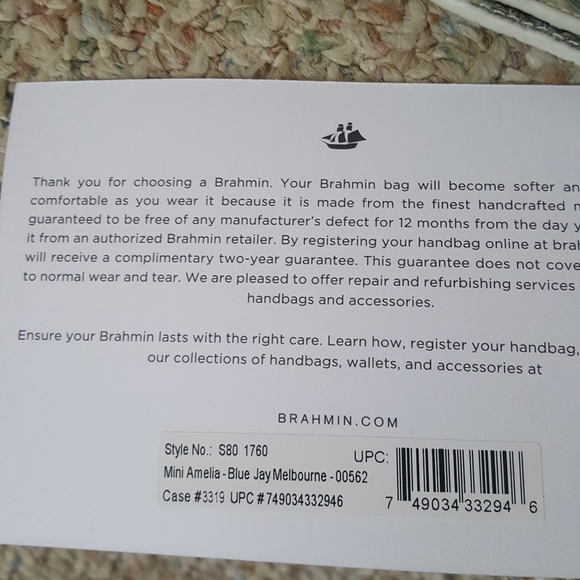 Thank you for choosing a Brahmin. Your Brahmin bag will become softer an
comfortable as you wear it because it is made from the finest handcrafted
guaranteed to be free of any manufacturer's defect for 12 months from the day
it from an authorized Brahmin retailer. By registering your handbag online at
will receive a complimentary two-year guarantee. This guarantee does not cove
to normal wear and tear. We are pleased to offer repair and refurbishing services
handbags and accessories.
Ensure your Brahmin lasts with the right care. Learn how, register your handbag,
our collections of handbags, wallets, and accessories at
BRAHMIN.COM
Style No.: S80 1760
Mini Amelia - Blue Jay Melbourne - 00562
Case #3319 UPC #749034332946
UPC:
7 49034 33294 6